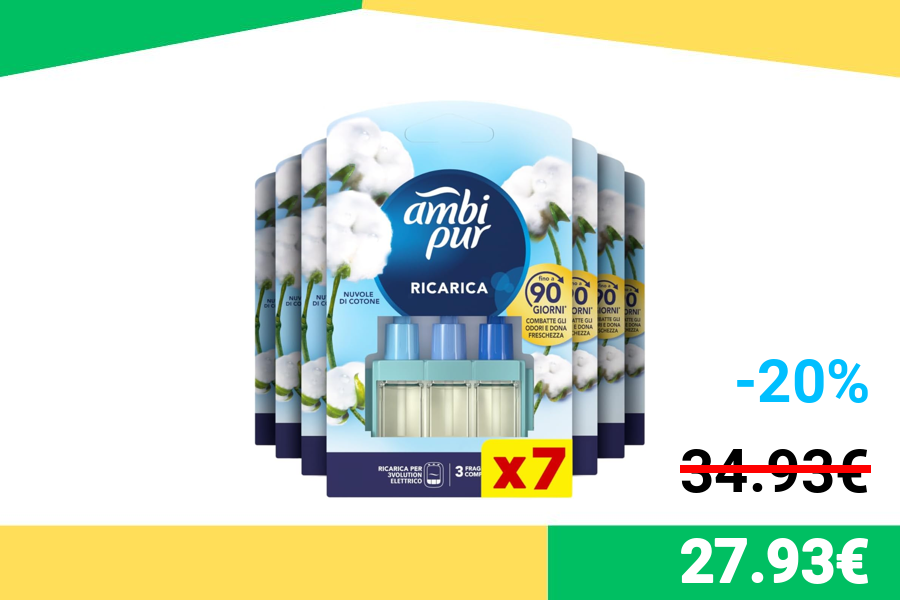 ambi
pur
RICARICA
NUVOLE
DI COTONE
fino a
90
GIORNI*
COMBATTE GLI
ODORI E DONA
FRESCHEZZA
RICARICA PER
3VOLUTION
ELETTRICO
3
x7
-20%
34.93€
27.93€